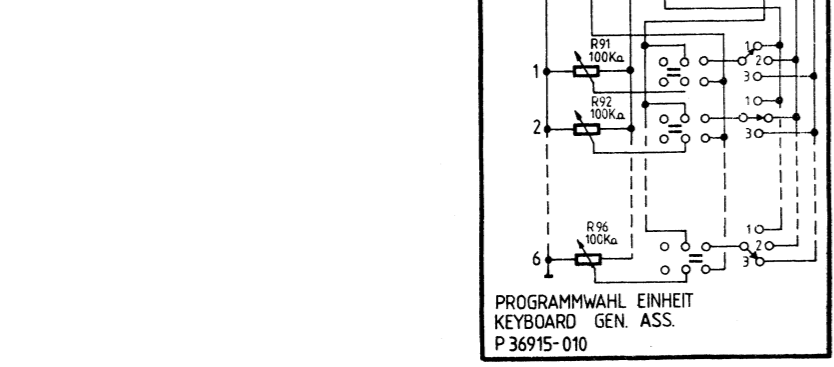 R91
100KΩ
1
1
2
3
R92
100KΩ
2
1
3
R96
100KΩ
6
1
2
3
PROGRAMMWAHL EINHEIT
KEYBOARD GEN. ASS.
P 36915-010